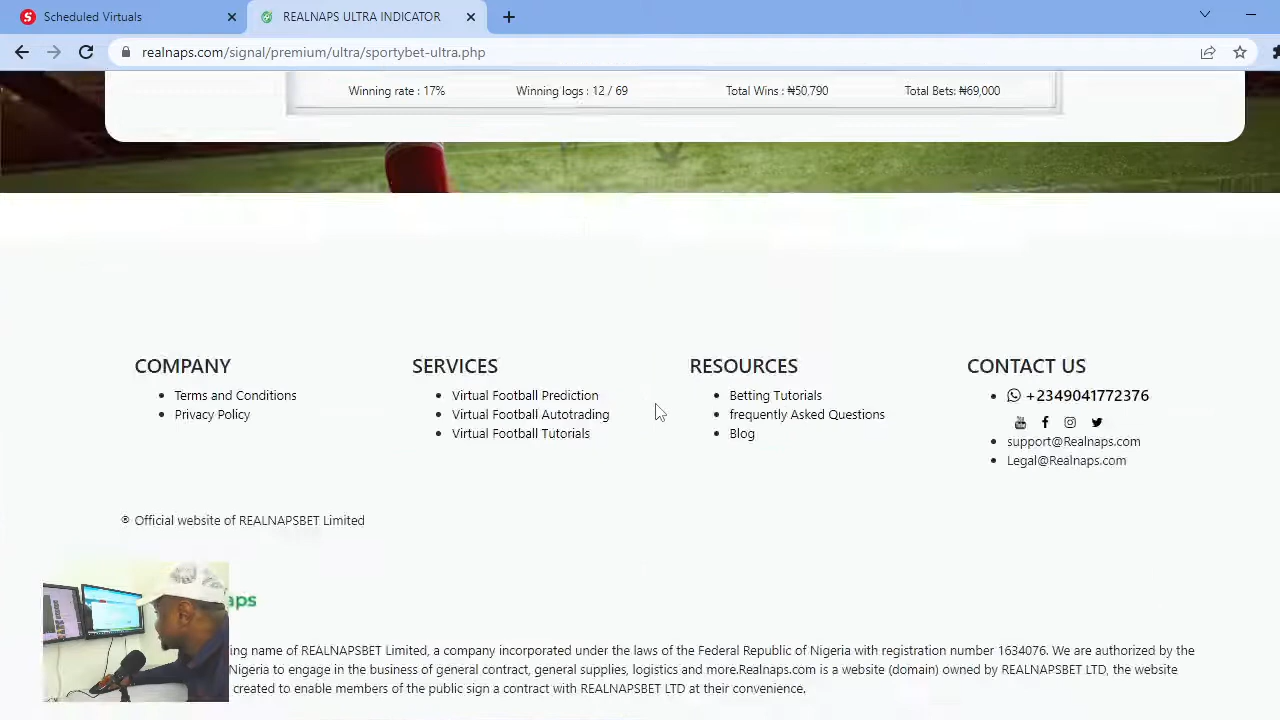 Scheduled Virtuals
REALNAPS ULTRA INDICATOR
realnaps.com/signal/premium/ultra/sportybet-ultra.php
rate : 17% Winning logs : 12 / 69 Total Wins : ₦50,790 Total Bets: ₦69,000
COMPANY
Terms and Conditions
Privacy Policy
SERVICES
Virtual Football Prediction
Virtual Football Autotrading
Virtual Football Tutorials
RESOURCES
Betting Tutorials
frequently Asked Questions
Blog
CONTACT US
+2349041772376
support@Realnaps.com
Legal@Realnaps.com
® Official website of REALNAPSBET Limited
aps
ing name of REALNAPSBET Limited, a company incorporated under the laws of the Federal Republic of Nigeria with registration number 1634076. We are authorized by the
Nigeria to carry out the business of general contract, general supplies, logistics and more.Realnaps.com is a website (domain) owned by REALNAPSBET LTD, the website
created to enable members of the public sign a contract with REALNAPSBET LTD at their convenience.